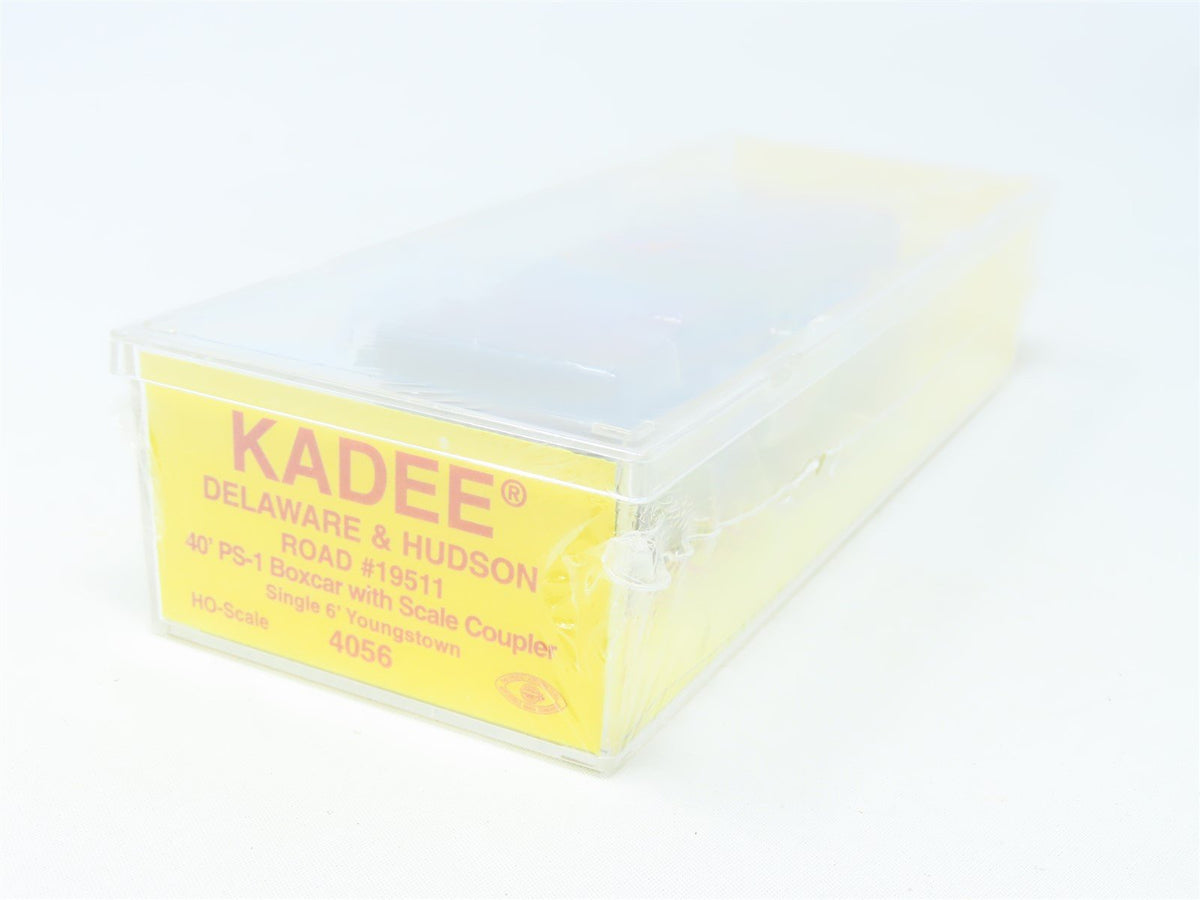 KADEE®
DELAWARE & HUDSON
ROAD #19511
40' PS-1 Boxcar with Scale Coupler
Single 6' Youngstown
HO-Scale
4056